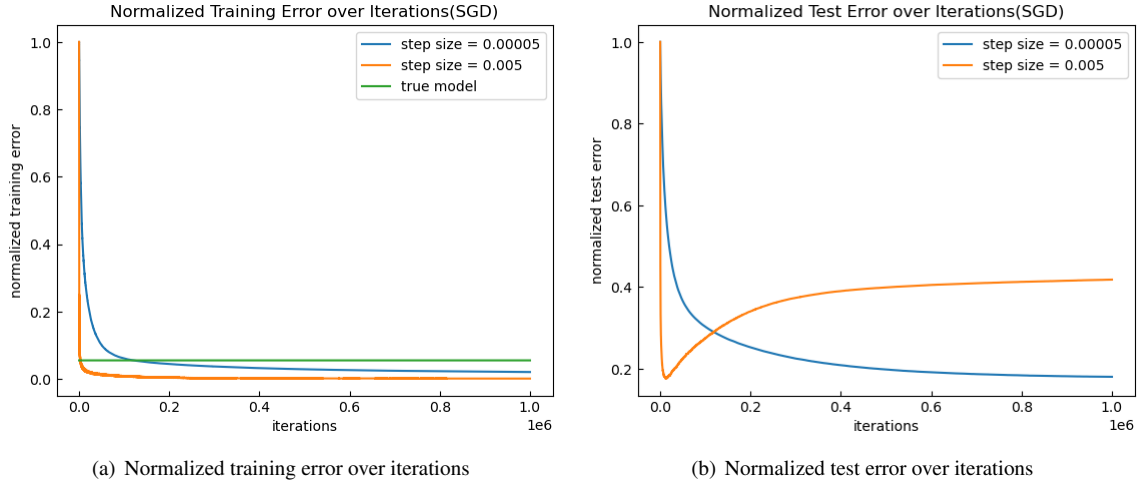 Normalized Training Error over Iterations(SGD)
normalized training error
1.0
0.8
0.6
0.4
0.2
0.0
step size = 0.00005
step size = 0.005
true model
0.0
0.2
0.4
0.6
0.8
1.0
1e6
iterations
(a) Normalized training error over iterations
Normalized Test Error over Iterations(SGD)
normalized test error
1.0
0.8
0.6
0.4
0.2
step size = 0.00005
step size = 0.005
0.0
0.2
0.4
0.6
0.8
1.0
1e6
iterations
(b) Normalized test error over iterations